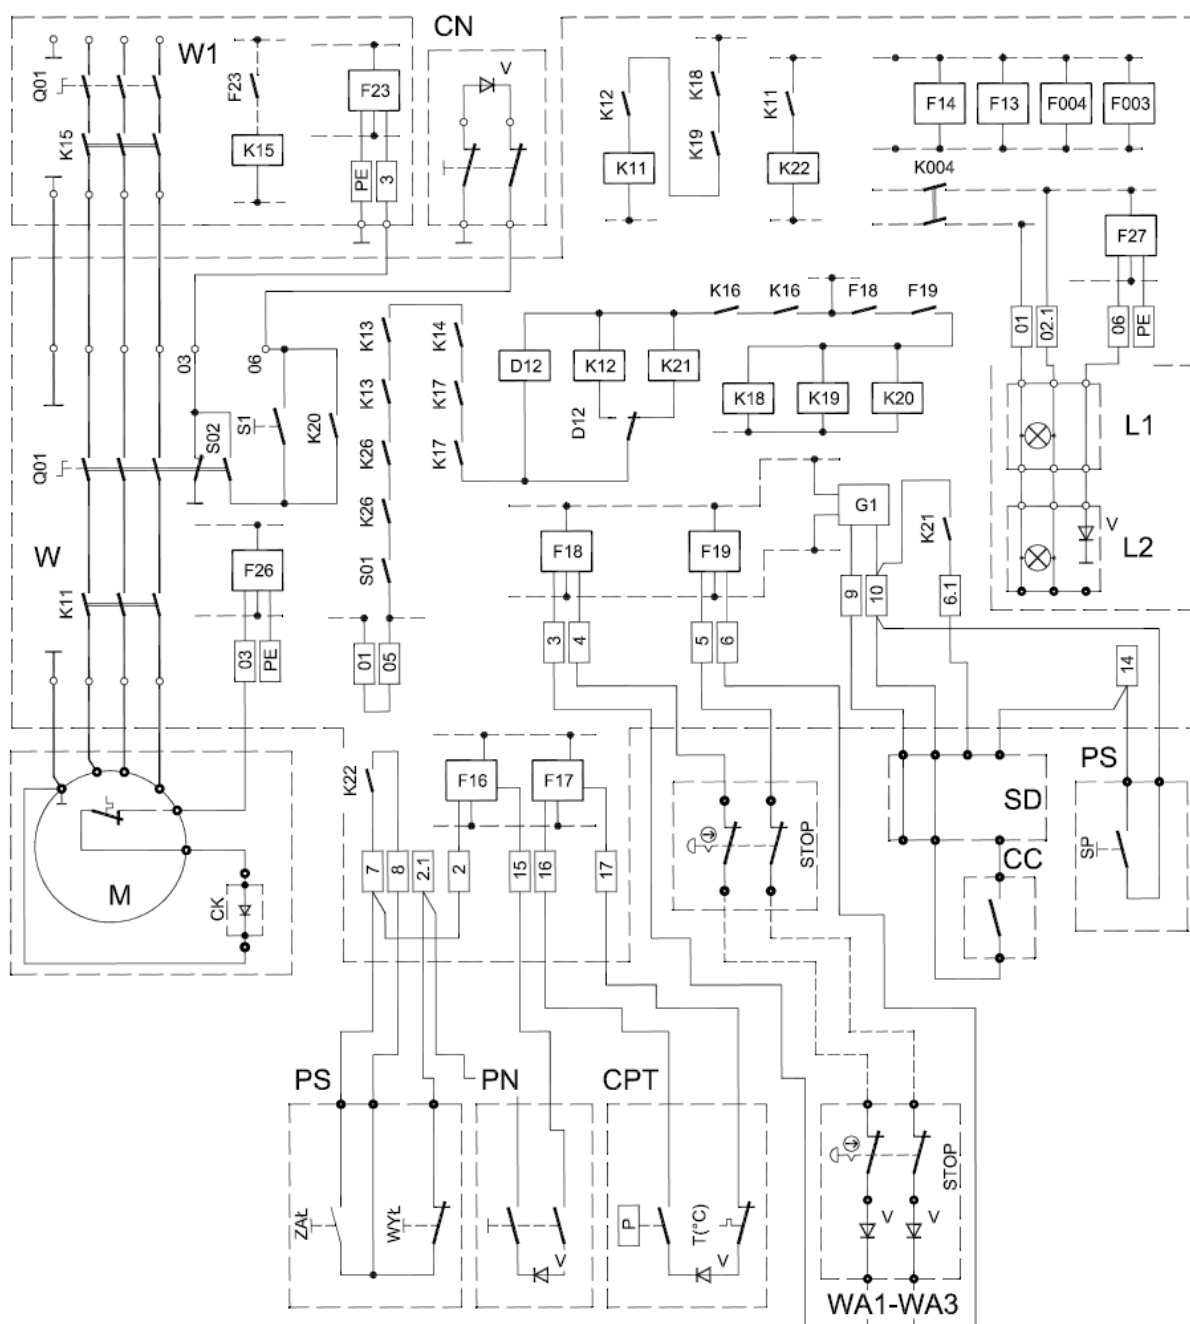 W1
CN
Q01
K15
F23
K15
F23
PE
3
V
K12
K11
K18
K19
K11
K22
F14
F13
F004
F003
K004
F27
01
02.1
06
PE
03
06
S1
K20
S02
Q01
W
K11
F26
03
PE
K13
K13
K26
K26
S01
01
05
K14
K17
K17
D12
K12
K21
D12
K16
K16
F18
F19
K18
K19
K20
L1
L2
V
G1
K21
F18
F19
3
4
5
6
9
10
6.1
14
M
CK
K22
F16
F17
7
8
2.1
2
15
16
17
STOP
SD
CC
PS
SP
PS
PN
CPT
ZAŁ
WYŁ
V
P
T(°C)
V
STOP
V
V
WA1-WA3